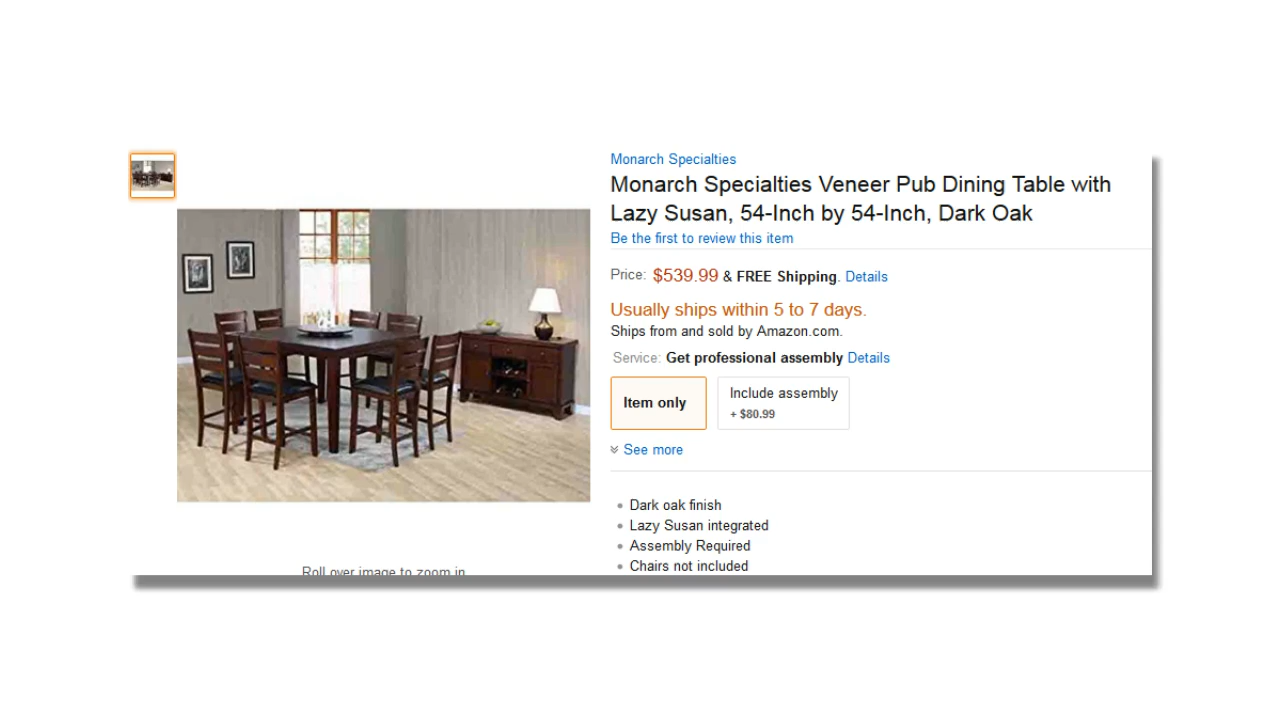 Monarch Specialties
Monarch Specialties Veneer Pub Dining Table with
Lazy Susan, 54-Inch by 54-Inch, Dark Oak
Be the first to review this item
Price: $539.99 & FREE Shipping. Details
Usually ships within 5 to 7 days.
Ships from and sold by Amazon.com.
Service: Get professional assembly Details
Item only
Include assembly
+ $80.99
See more
Dark oak finish
Lazy Susan integrated
Assembly Required
Chairs not included
Roll over image to zoom in